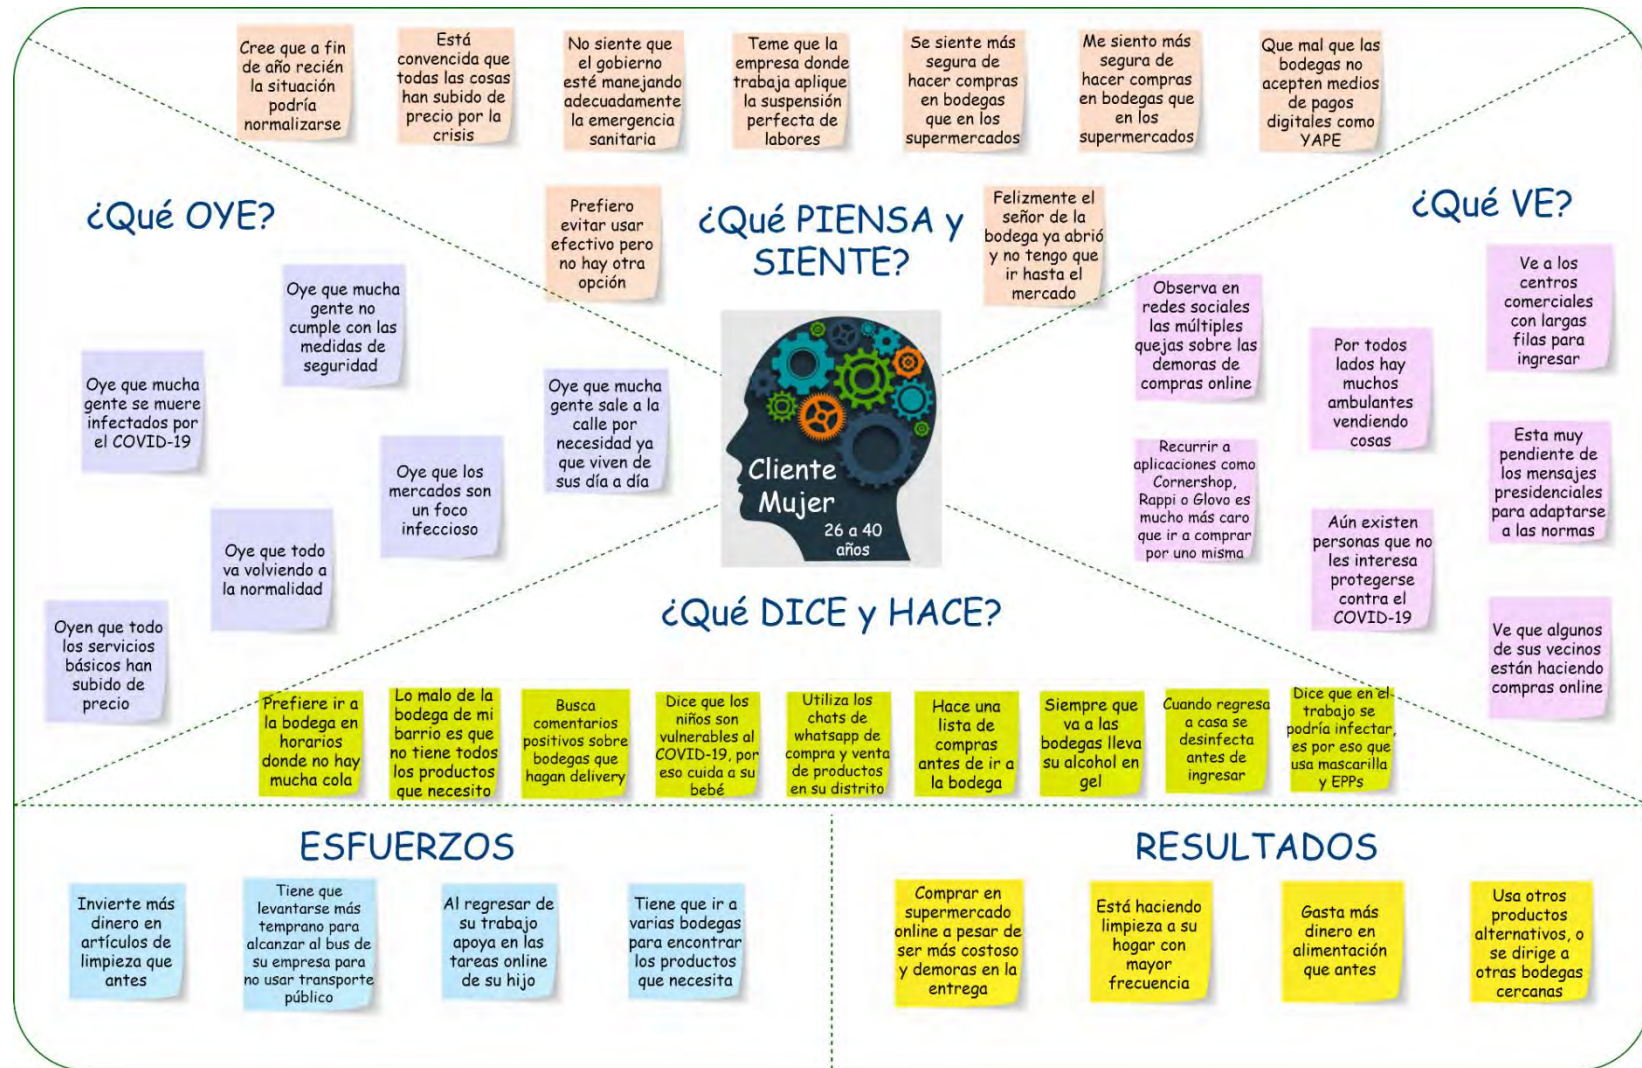 Cree que a fin
de año recién
la situación
podría
normalizarse
Está
convencida que
todas las cosas
han subido de
precio por la
crisis
No siente que
el gobierno
esté manejando
adecuadamente
la emergencia
sanitaria
Teme que la
empresa donde
trabaja aplique
la suspensión
perfecta de
labores
Se siente más
segura de
hacer compras
en bodegas
que en los
supermercados
Me siento más
segura de
hacer compras
en bodegas que
en los
supermercados
Que mal que las
bodegas no
acepten medios
de pagos
digitales como
YAPE
Prefiero
evitar usar
efectivo pero
no hay otra
opción
¿Qué PIENSA y
SIENTE?
Felizmente el
señor de la
bodega ya abrió
y no tengo que
ir hasta el
mercado
¿Qué OYE?
Oye que mucha
gente no
cumple con las
medidas de
seguridad
Oye que mucha
gente se muere
infectados por
el COVID-19
Oye que mucha
gente sale a la
calle por
necesidad ya
que viven de
sus día a día
Oye que los
mercados son
un foco
infeccioso
Oye que todo
va volviendo a
la normalidad
Oyen que todo
los servicios
básicos han
subido de
precio
Cliente
Mujer
26 a 40
años
¿Qué VE?
Ve a los
centros
comerciales
con largas
filas para
ingresar
Observa en
redes sociales
las múltiples
quejas sobre las
demoras de
compras online
Por todos
lados hay
muchos
ambulantes
vendiendo
cosas
Recurrir a
aplicaciones como
Cornershop,
Rappi o Glovo es
mucho más caro
que ir a comprar
por uno misma
Esta muy
pendiente de
los mensajes
presidenciales
para adaptarse
a las normas
Aún existen
personas que no
les interesa
protegerse
contra el
COVID-19
Ve que algunos
de sus vecinos
están haciendo
compras online
¿Qué DICE y HACE?
Prefiere ir a
la bodega en
horarios
donde no hay
mucha cola
Lo malo de la
bodega de mi
barrio es que
no tiene todos
los productos
que necesito
Busca
comentarios
positivos sobre
bodegas que
hagan delivery
Dice que los
niños son
vulnerables al
COVID-19, por
eso cuida a su
bebé
Utiliza los
chats de
whatsapp de
compra y venta
de productos
en su distrito
Hace una
lista de
compras
antes de ir a
la bodega
Siempre que
va a las
bodegas lleva
su alcohol en
gel
Cuando regresa
a casa se
desinfecta
antes de
ingresar
Dice que en el
trabajo se
podría infectar,
es por eso que
usa mascarilla
y EPPs
ESFUERZOS
Invierte más
dinero en
artículos de
limpieza que
antes
Tiene que
levantarse más
temprano para
alcanzar al bus de
su empresa para
no usar transporte
público
Al regresar de
su trabajo
apoya en las
tareas online
de su hijo
Tiene que ir a
varias bodegas
para encontrar
los productos
que necesita
RESULTADOS
Comprar en
supermercado
online a pesar de
ser más costoso
y demoras en la
entrega
Está haciendo
limpieza a su
hogar con
mayor
frecuencia
Gasta más
dinero en
alimentación
que antes
Usa otros
productos
alternativos, o
se dirige a
otras bodegas
cercanas